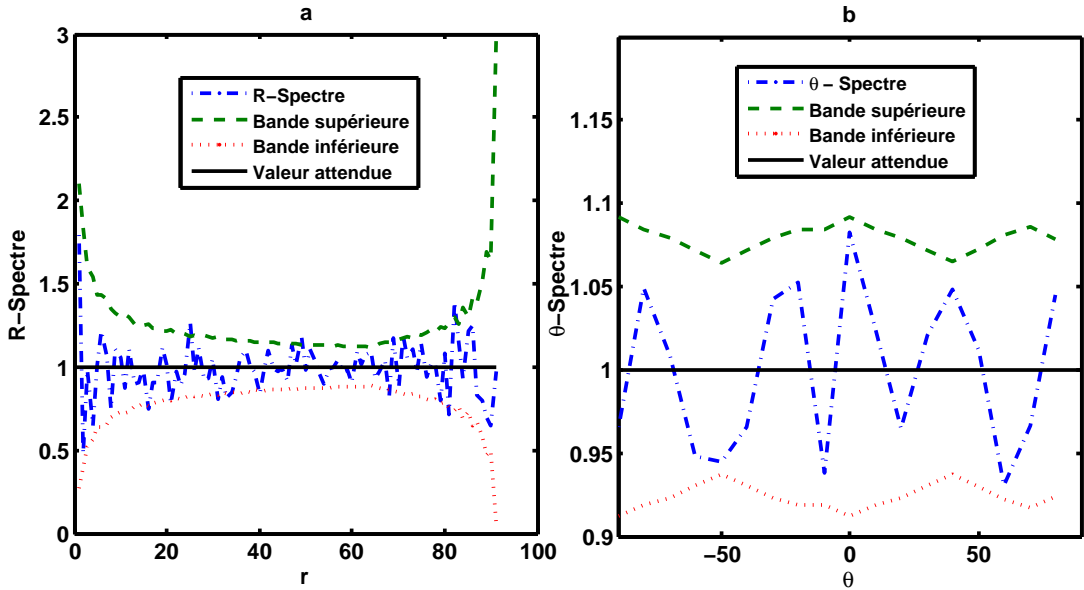 a
3
2.5
2
1.5
1
0.5
0
R−Spectre
R−Spectre
Bande supérieure
Bande inférieure
Valeur attendue
0
20
40
60
80
100
r
b
1.15
1.1
1.05
1
0.95
0.9
θ−Spectre
θ − Spectre
Bande supérieure
Bande inférieure
Valeur attendue
−50
0
50
θ